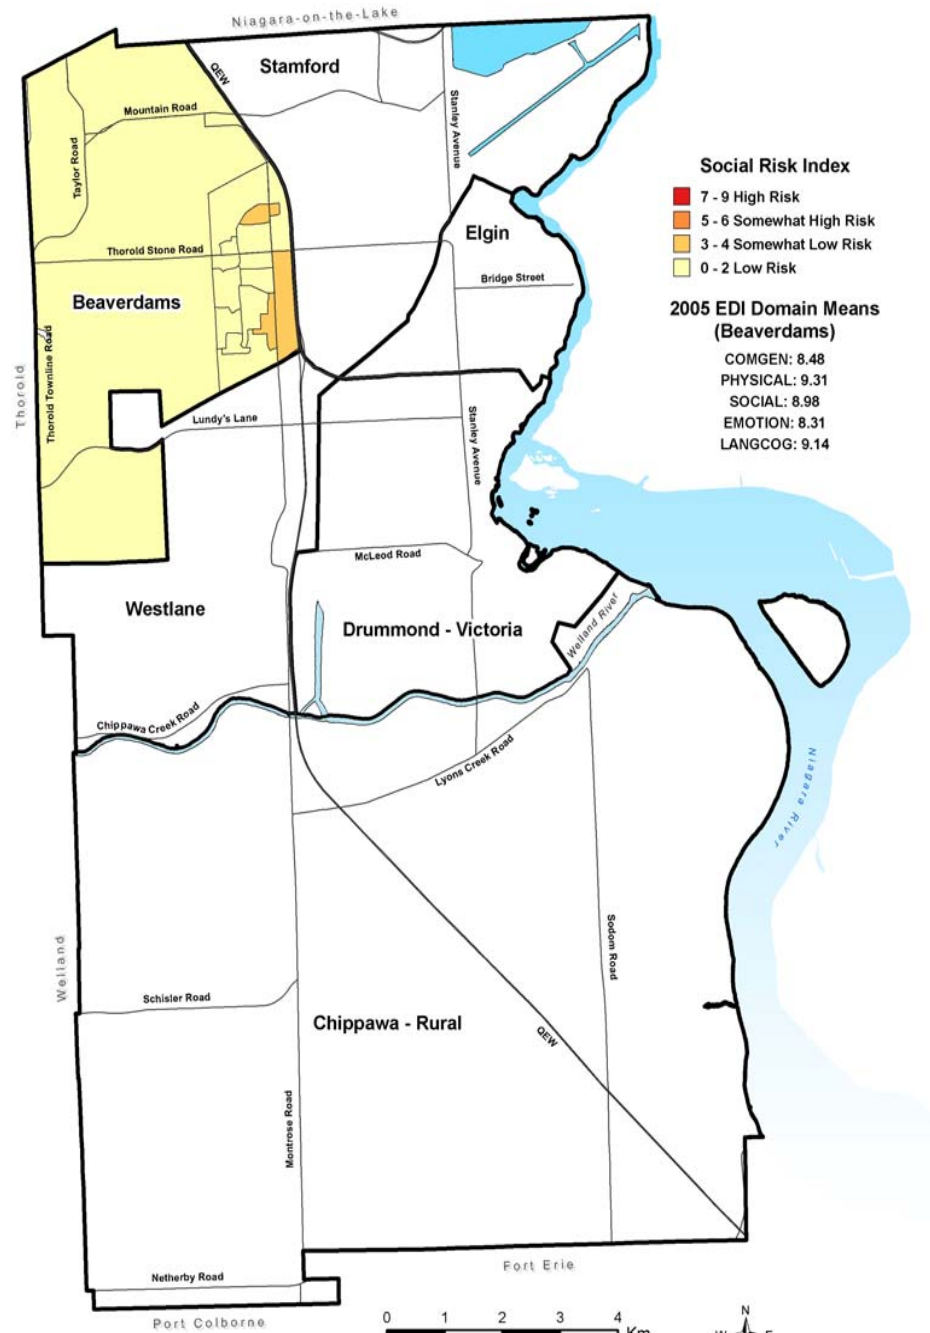 Niagara-on-the-Lake
Stamford
QEW
Mountain Road
Taylor Road
Stanley Avenue
Social Risk Index
7 - 9 High Risk
5 - 6 Somewhat High Risk
3 - 4 Somewhat Low Risk
0 - 2 Low Risk
Elgin
Thorold Stone Road
Bridge Street
Beaverdams
2005 EDI Domain Means
(Beaverdams)
COMGEN: 8.48
PHYSICAL: 9.31
SOCIAL: 8.98
EMOTION: 8.31
LANGCOG: 9.14
Thorold
Thorold Townline Road
Lundy's Lane
Stanley Avenue
McLeod Road
Westlane
Drummond - Victoria
Welland River
Chippawa Creek Road
Lyons Creek Road
Niagara River
Welland
Sodom Road
Schisler Road
Chippawa - Rural
QEW
Montrose Road
Fort Erie
Netherby Road
Port Colborne
0 1 2 3 4
Km
N
W E